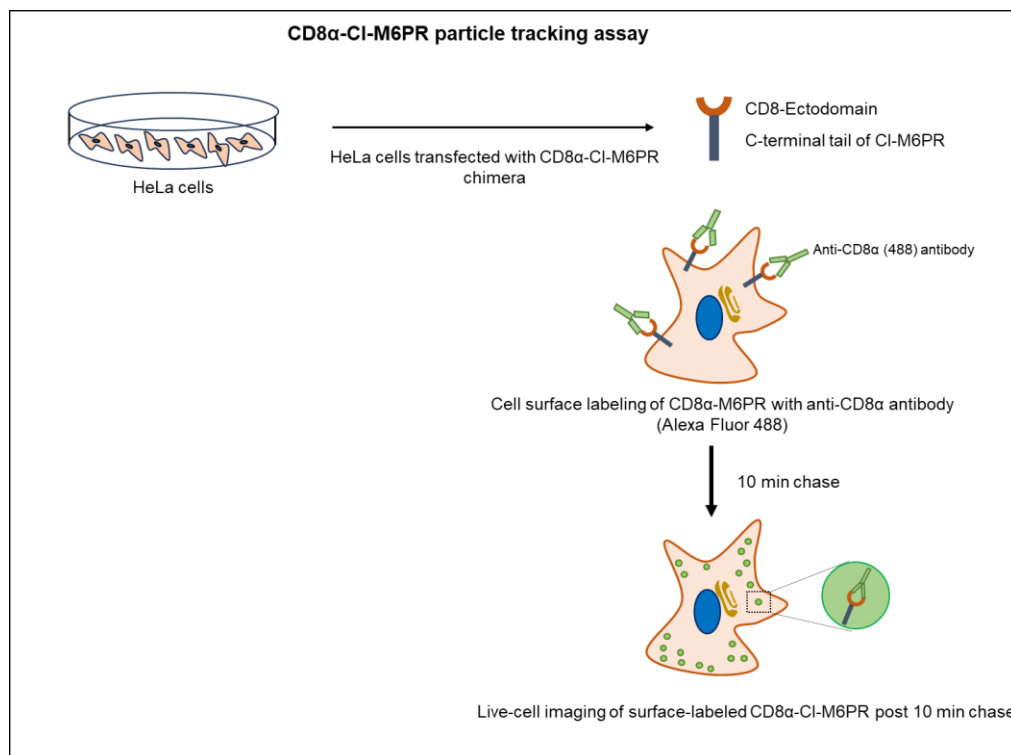 CD8α-CI-M6PR particle tracking assay
CD8-Ectodomain
C-terminal tail of CI-M6PR
HeLa cells transfected with CD8α-CI-M6PR
chimera
HeLa cells
Anti-CD8α (488) antibody
Cell surface labeling of CD8α-M6PR with anti-CD8α antibody
(Alexa Fluor 488)
10 min chase
Live-cell imaging of surface-labeled CD8α-CI-M6PR post 10 min chase